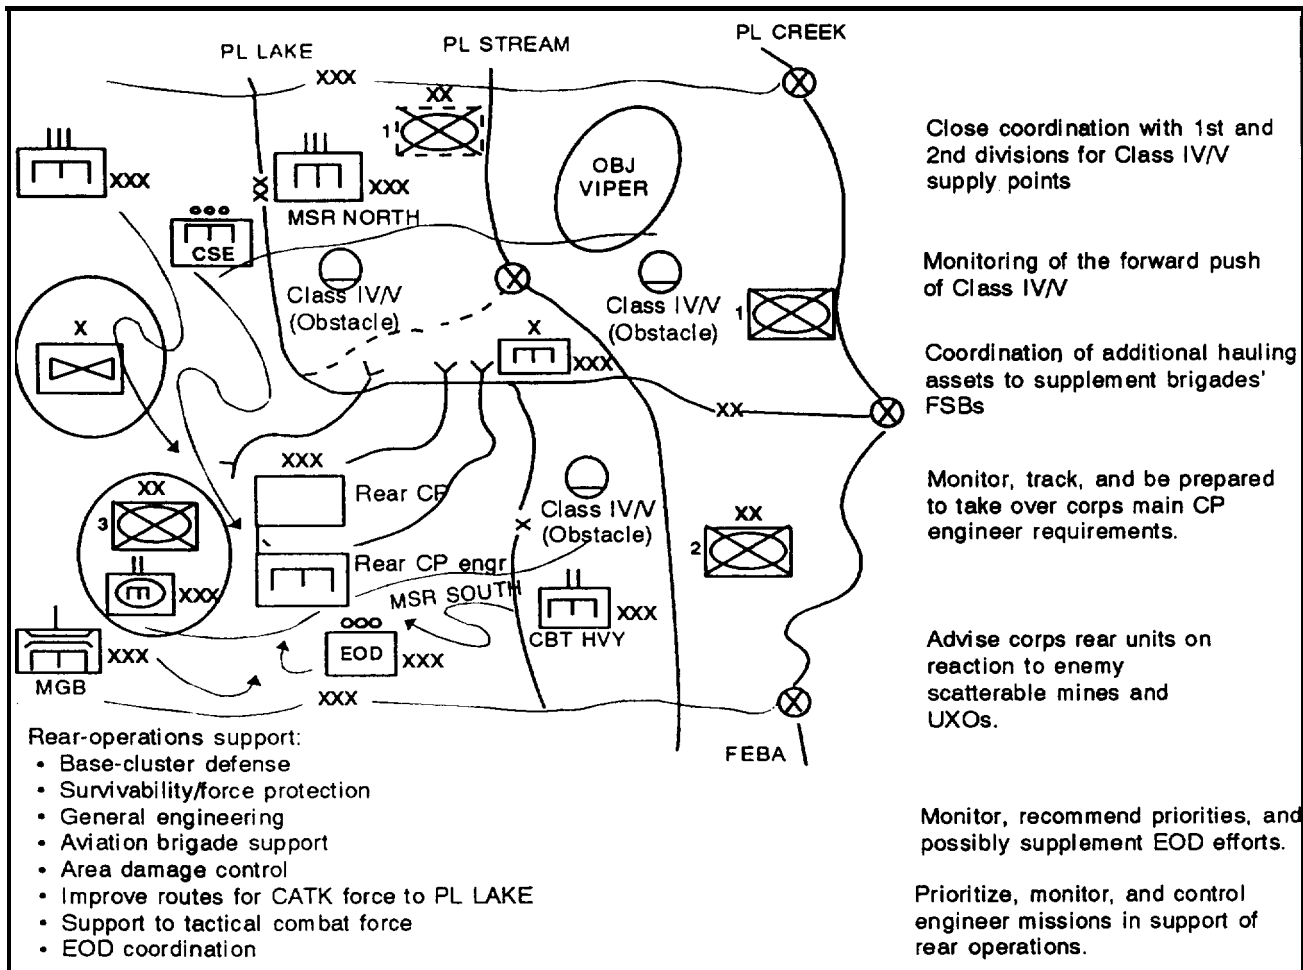 PL LAKE
PL STREAM
PL CREEK
XXX
XX
1
XXX
XX
XXX
MSR NORTH
OBJ
VIPER
CSE
Class IV/V
(Obstacle)
Class IV/V
(Obstacle)
1
X
X
XXX
XX
XXX
Rear CP
XX
3
Class IV/V
(Obstacle)
X
XX
2
Rear CP engr
XXX
MSR SOUTH
XXX
CBT HVY
XXX
MGB
EOD
XXX
XXX
FEBA
Close coordination with 1st and
2nd divisions for Class IV/V
supply points
Monitoring of the forward push
of Class IV/V
Coordination of additional hauling
assets to supplement brigades'
FSBs
Monitor, track, and be prepared
to take over corps main CP
engineer requirements.
Advise corps rear units on
reaction to enemy
scatterable mines and
UXOs.
Monitor, recommend priorities, and
possibly supplement EOD efforts.
Prioritize, monitor, and control
engineer missions in support of
rear operations.
Rear-operations support:
• Base-cluster defense
• Survivability/force protection
• General engineering
• Aviation brigade support
• Area damage control
• Improve routes for CATK force to PL LAKE
• Support to tactical combat force
• EOD coordination